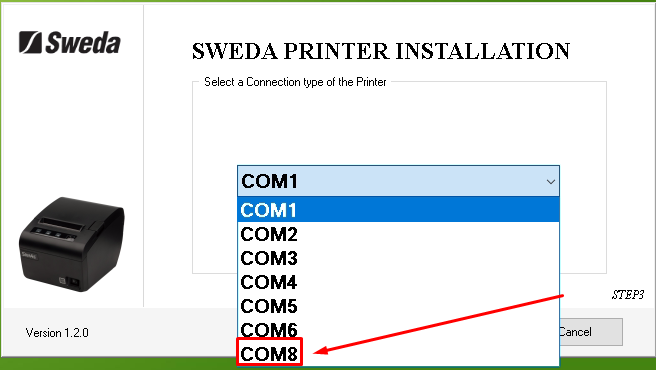 Sweda
SWEDA PRINTER INSTALLATION
Select a Connection type of the Printer
COM1
COM1
COM2
COM3
COM4
COM5
COM6
COM8
Sweda
STEP3
Version 1.2.0
Cancel